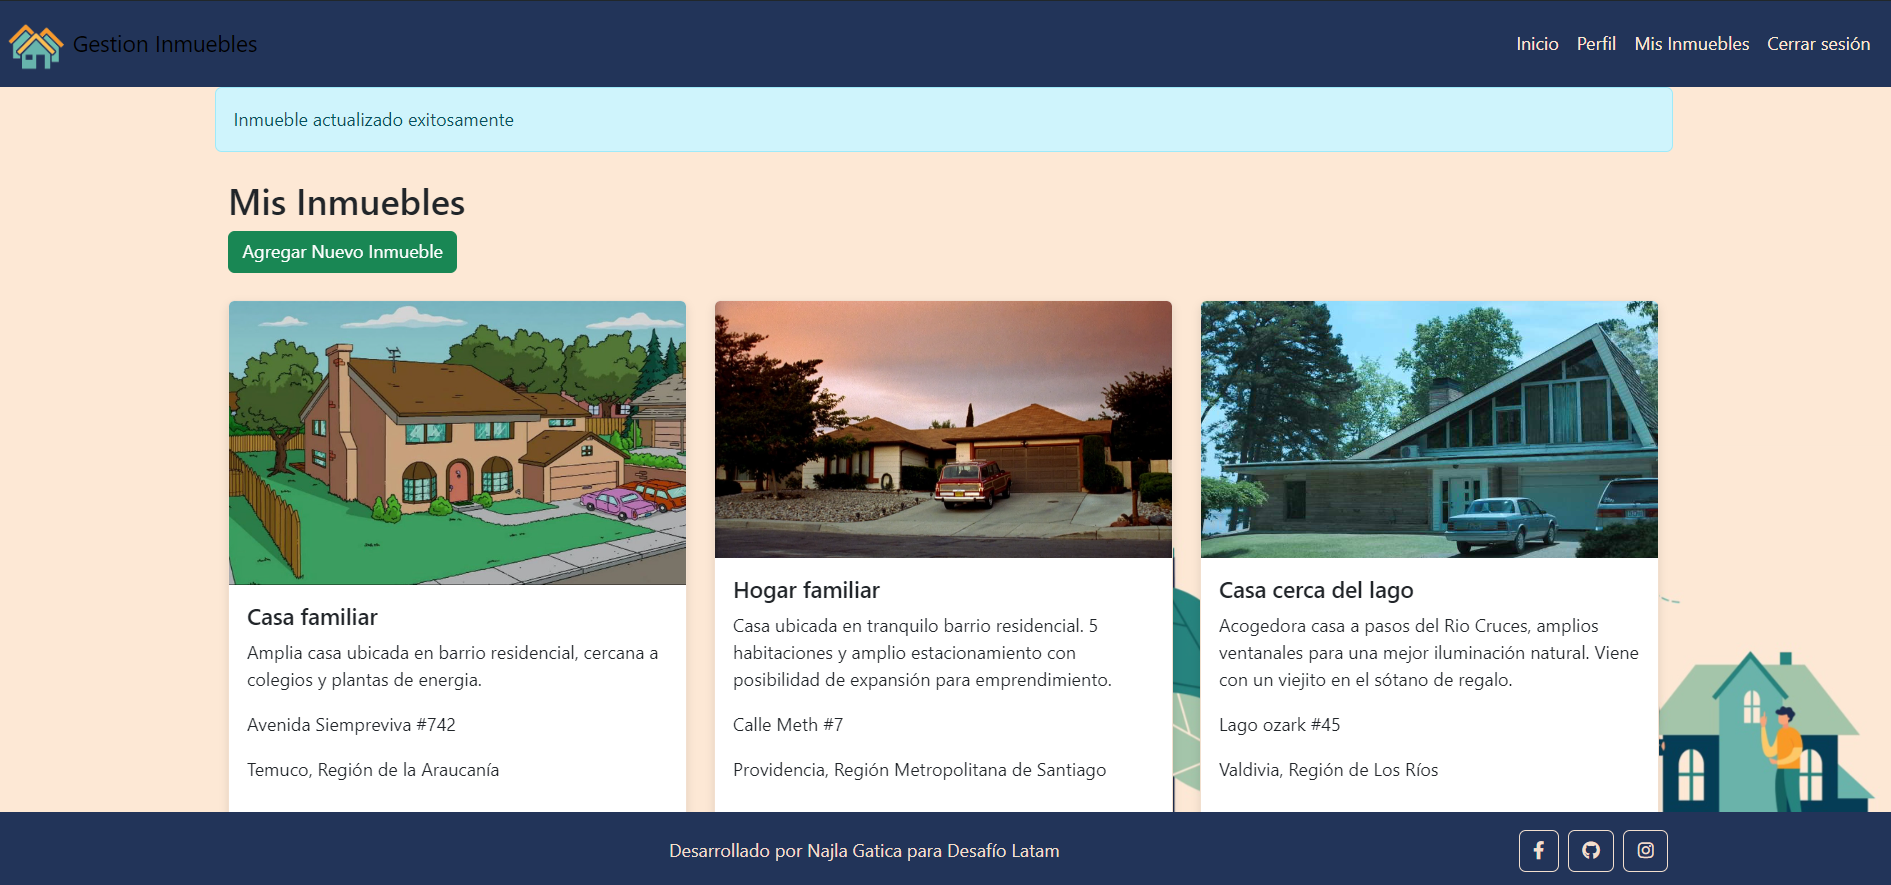 Gestion Inmuebles
Inicio Perfil Mis Inmuebles Cerrar sesión
Inmueble actualizado exitosamente
Mis Inmuebles
Agregar Nuevo Inmueble
Casa familiar
Amplia casa ubicada en barrio residencial, cercana a
colegios y plantas de energia.
Avenida Siempreviva #742
Temuco, Región de la Araucanía
Hogar familiar
Casa ubicada en tranquilo barrio residencial. 5
habitaciones y amplio estacionamiento con
posibilidad de expansión para emprendimiento.
Calle Meth #7
Providencia, Región Metropolitana de Santiago
Casa cerca del lago
Acogedora casa a pasos del Rio Cruces, amplios
ventanales para una mejor iluminación natural. Viene
con un viejito en el sótano de regalo.
Lago ozark #45
Valdivia, Región de Los Ríos
Desarrollado por Najla Gatica para Desafío Latam